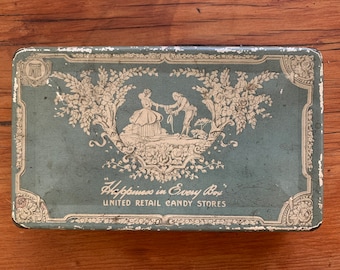 "Happiness in Every Box"
UNITED RETAIL CANDY STORES